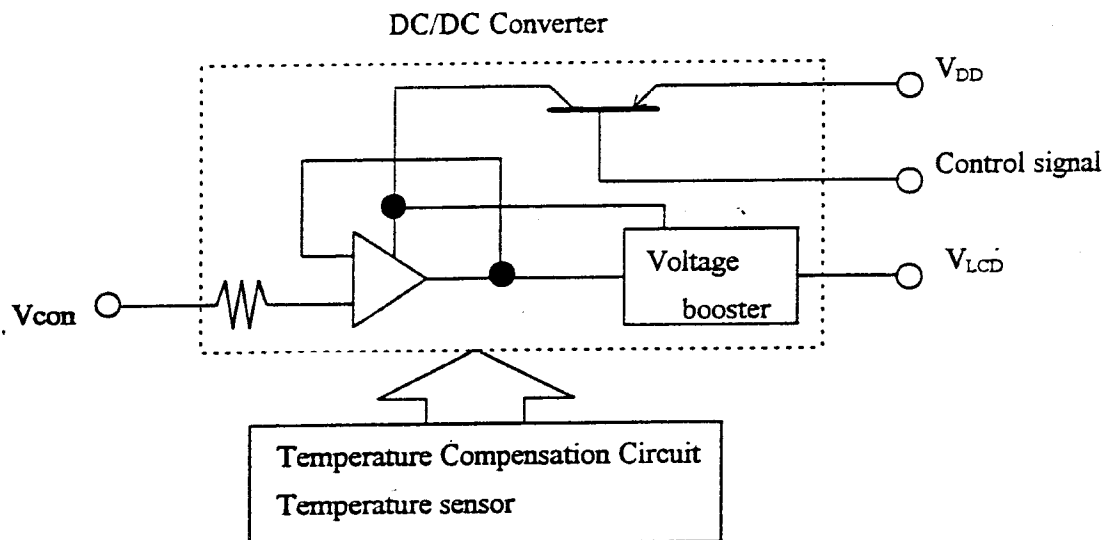 DC/DC Converter
V_DD
Control signal
Voltage
booster
V_LCD
Vcon
Temperature Compensation Circuit
Temperature sensor